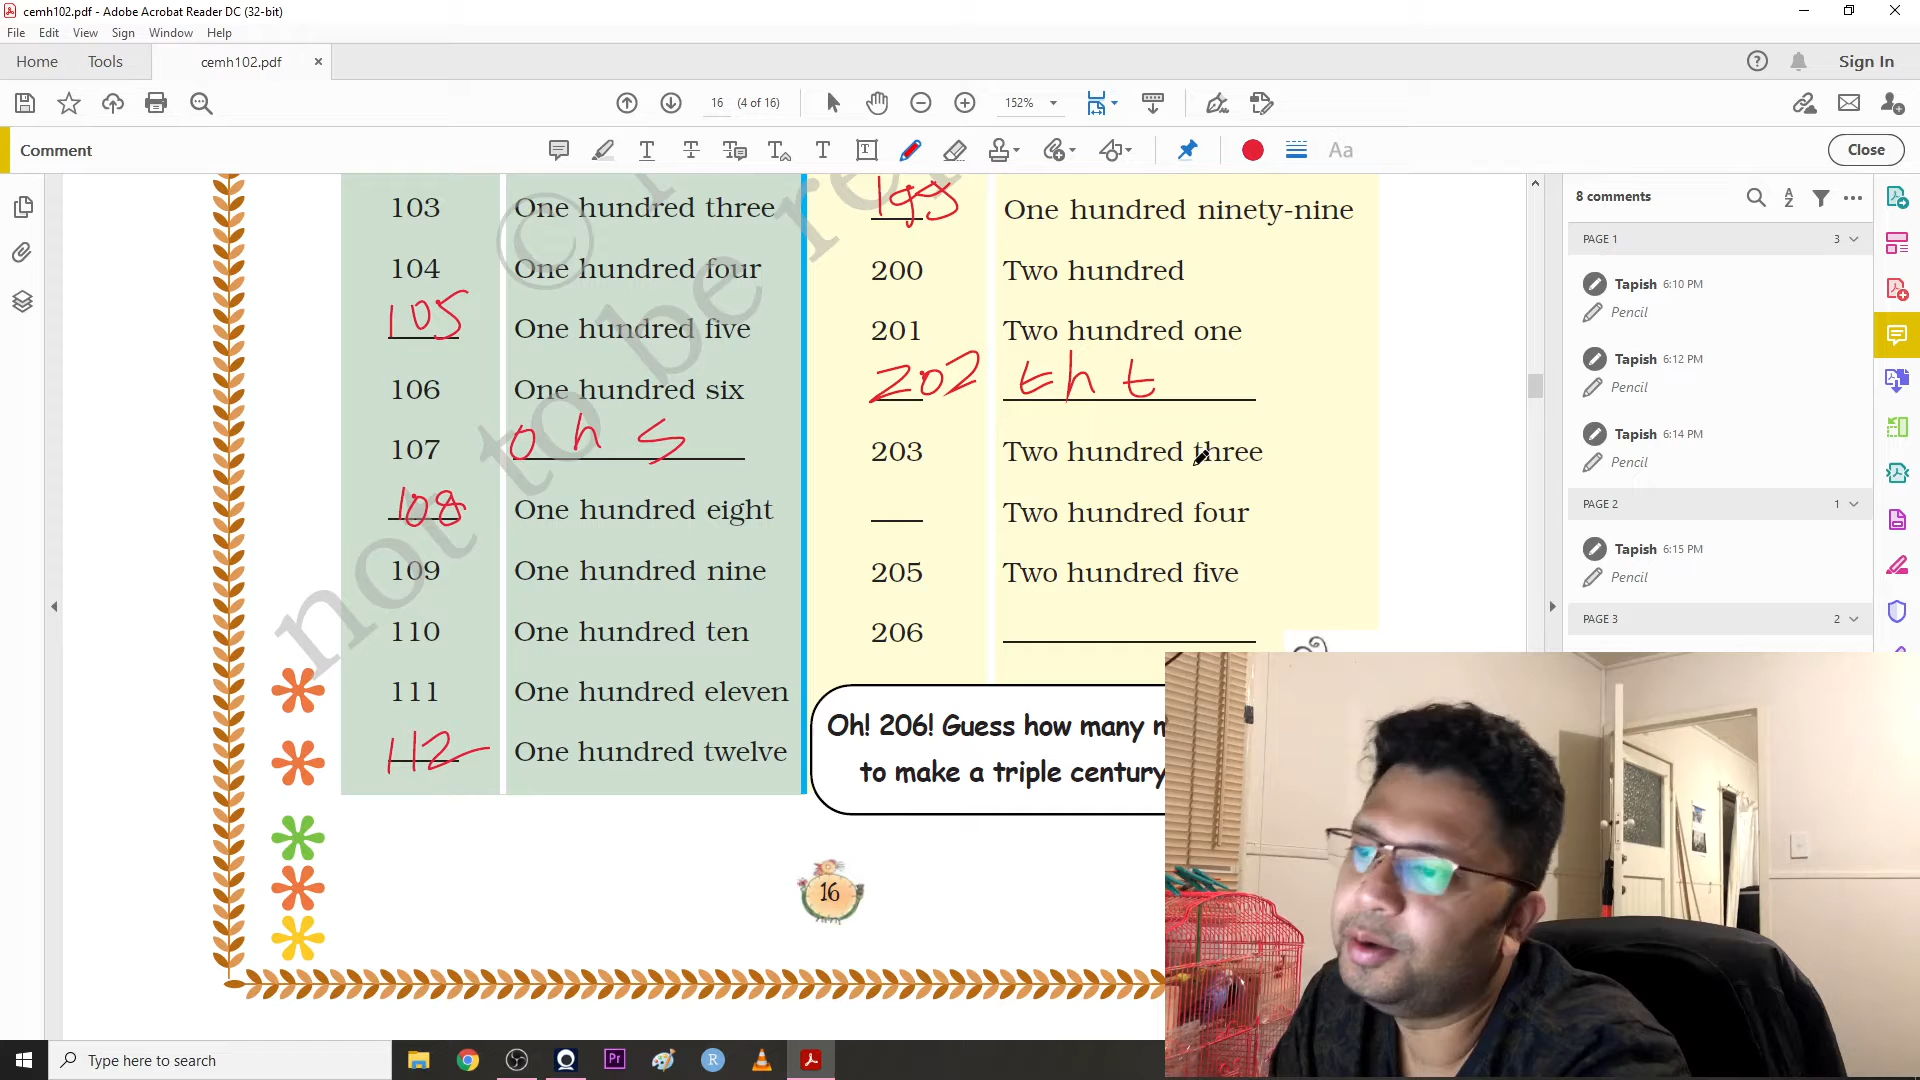 cemh102.pdf - Adobe Acrobat Reader DC (32-bit)
File Edit View Sign Window Help
Home Tools cemh102.pdf × Sign In
16 (4 of 16) 152%
Comment Aa Close
103 One hundred three
104 One hundred four
105 One hundred five
106 One hundred six
107 o h s
108 One hundred eight
109 One hundred nine
110 One hundred ten
111 One hundred eleven
112 One hundred twelve
199 One hundred ninety-nine
200 Two hundred
201 Two hundred one
202 t h t
203 Two hundred three
Two hundred four
205 Two hundred five
206
Oh! 206! Guess how many
to make a triple century
16
©
not to be re
8 comments
PAGE 1 3
Tapish 6:10 PM
Pencil
Tapish 6:12 PM
Pencil
Tapish 6:14 PM
Pencil
PAGE 2 1
Tapish 6:15 PM
Pencil
PAGE 3 2
Type here to search
Pr R